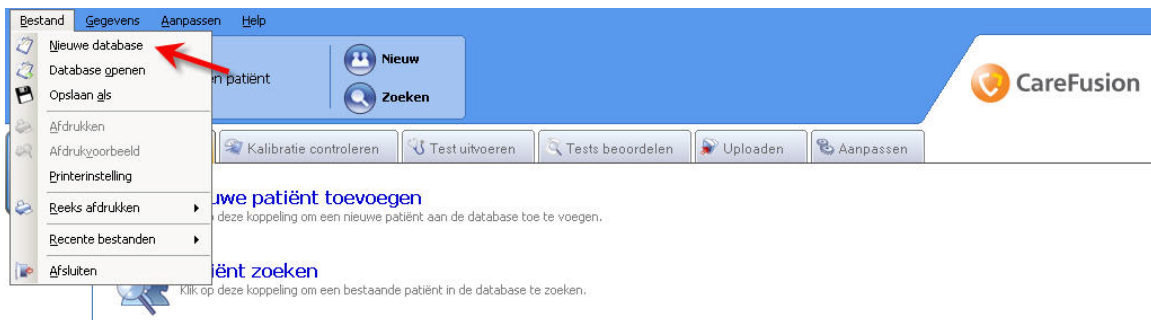 Bestand Gegevens Aanpassen Help
Nieuwe database
Database openen
Opslaan als
Afdrukken
Afdrukvoorbeeld
Printerinstelling
Reeks afdrukken
Recente bestanden
Afsluiten
patiënt
Nieuw
Zoeken
CareFusion
Kalibratie controleren Test uitvoeren Tests beoordelen Uploaden Aanpassen
patiënt toevoegen
deze koppeling om een nieuwe patiënt aan de database toe te voegen.
zoeken
Klik op deze koppeling om een bestaande patiënt in de database te zoeken.